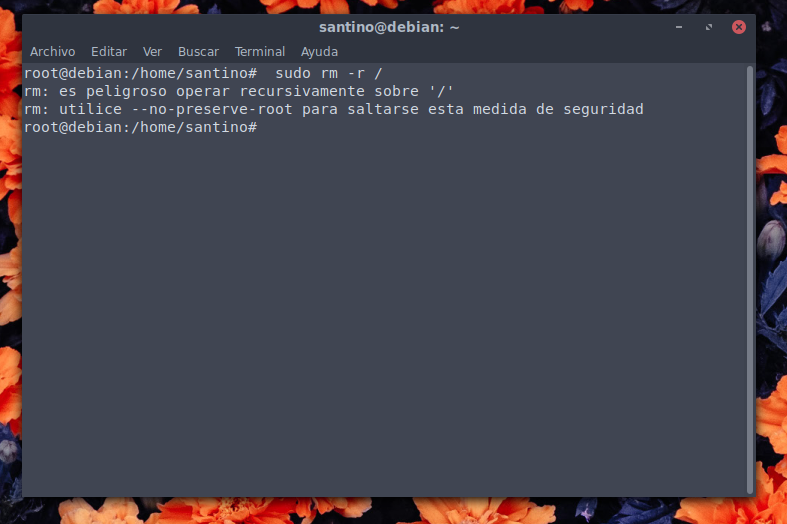 santino@debian: ~
Archivo Editar Ver Buscar Terminal Ayuda
root@debian:/home/santino#  sudo rm -r /
rm: es peligroso operar recursivamente sobre '/'
rm: utilice --no-preserve-root para saltarse esta medida de seguridad
root@debian:/home/santino#